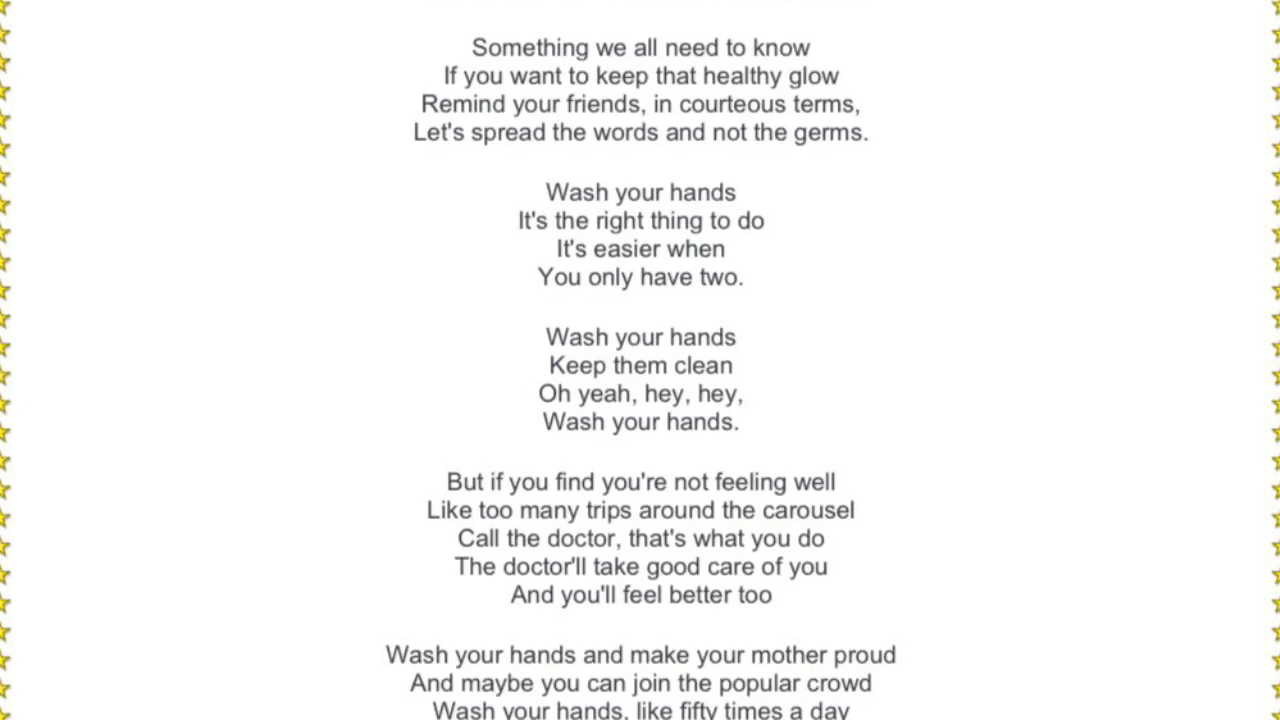 Something we all need to know
If you want to keep that healthy glow
Remind your friends, in courteous terms,
Let's spread the words and not the germs.
Wash your hands
It's the right thing to do
It's easier when
You only have two.
Wash your hands
Keep them clean
Oh yeah, hey, hey,
Wash your hands.
But if you find you're not feeling well
Like too many trips around the carousel
Call the doctor, that's what you do
The doctor'll take good care of you
And you'll feel better too
Wash your hands and make your mother proud
And maybe you can join the popular crowd
Wash your hands, like fifty times a day